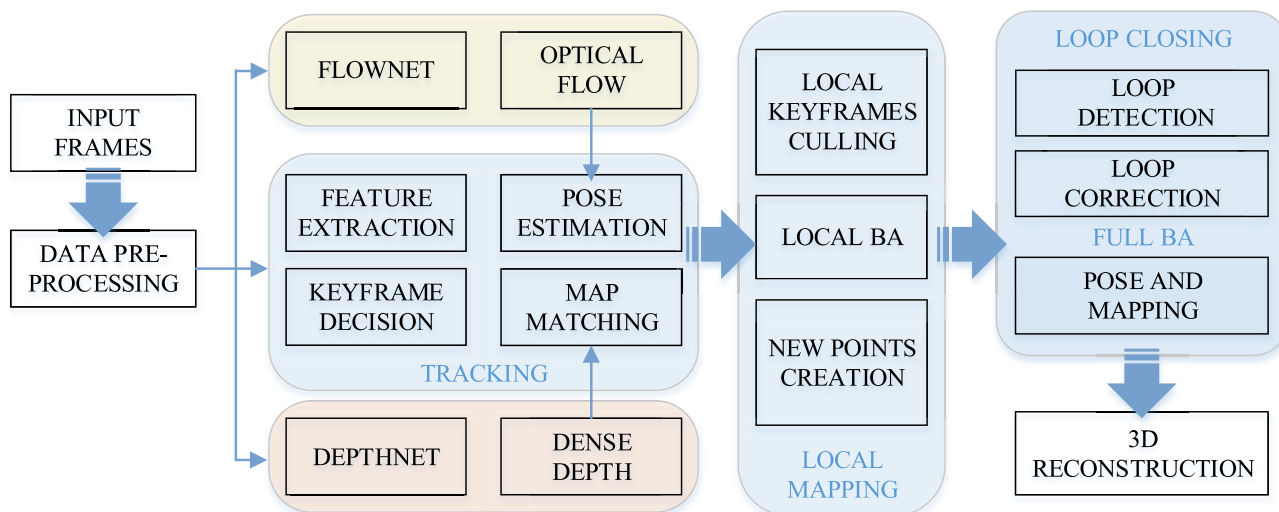 INPUT
FRAMES
DATA PRE-
PROCESSING
FLOWNET
OPTICAL
FLOW
FEATURE
EXTRACTION
POSE
ESTIMATION
KEYFRAME
DECISION
MAP
MATCHING
TRACKING
DEPTHNET
DENSE
DEPTH
LOCAL
KEYFRAMES
CULLING
LOCAL BA
NEW POINTS
CREATION
LOCAL
MAPPING
LOOP CLOSING
LOOP
DETECTION
LOOP
CORRECTION
FULL BA
POSE AND
MAPPING
3D
RECONSTRUCTION